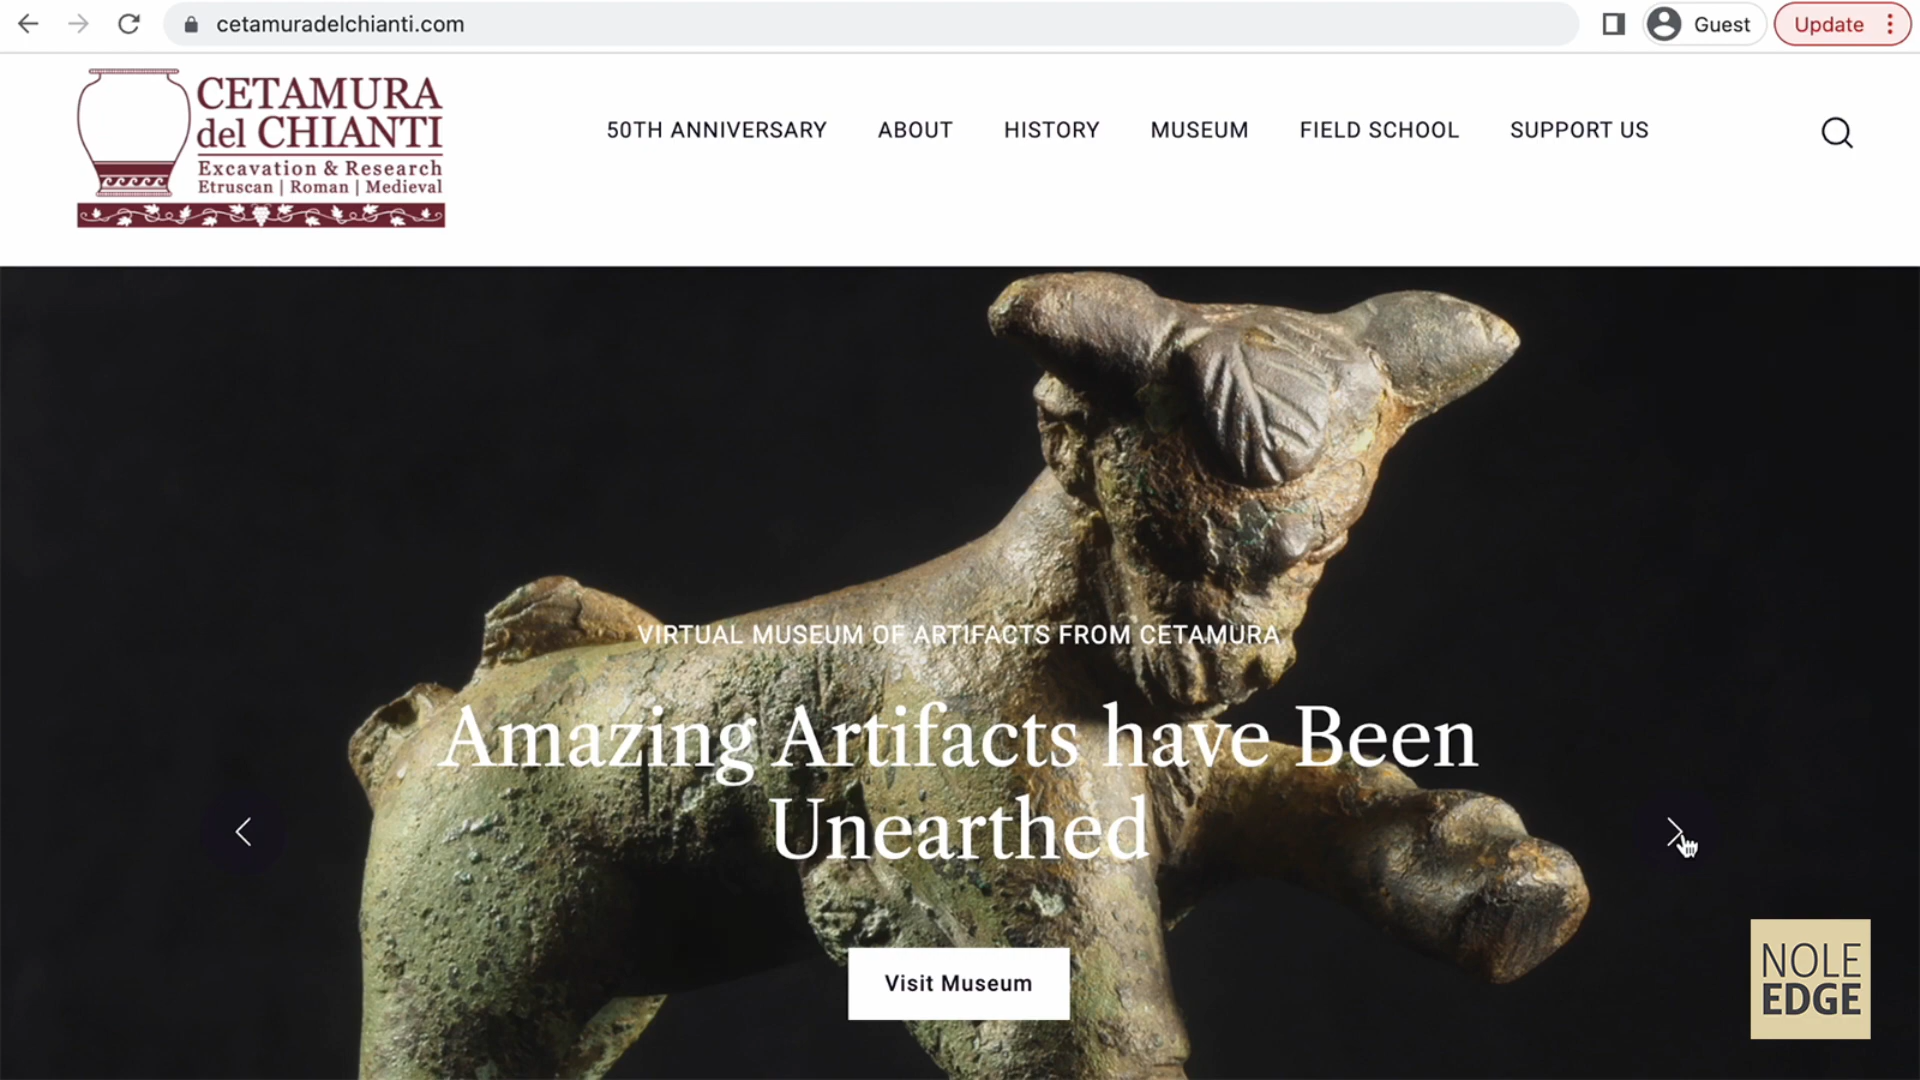 cetamuradelchianti.com
Guest
Update
CETAMURA
del CHIANTI
Excavation & Research
Etruscan | Roman | Medieval
50TH ANNIVERSARY
ABOUT
HISTORY
MUSEUM
FIELD SCHOOL
SUPPORT US
VIRTUAL MUSEUM OF ARTIFACTS FROM CETAMURA
Amazing Artifacts have Been
Unearthed
Visit Museum
NOLE
EDGE